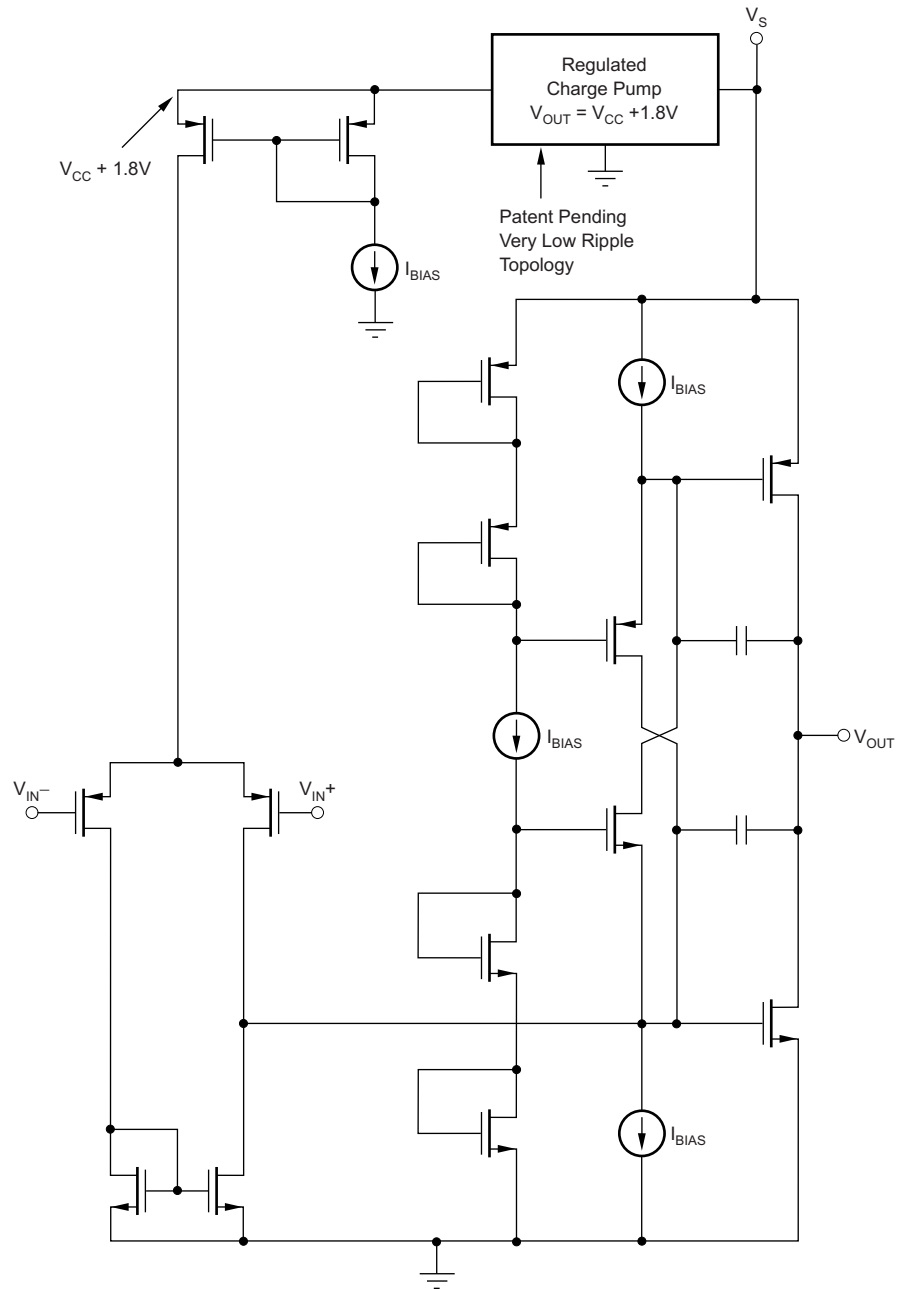 V_S
Regulated
Charge Pump
V_OUT = V_CC +1.8V
V_CC + 1.8V
Patent Pending
Very Low Ripple
Topology
I_BIAS
I_BIAS
I_BIAS
V_OUT
V_IN−
V_IN+
I_BIAS